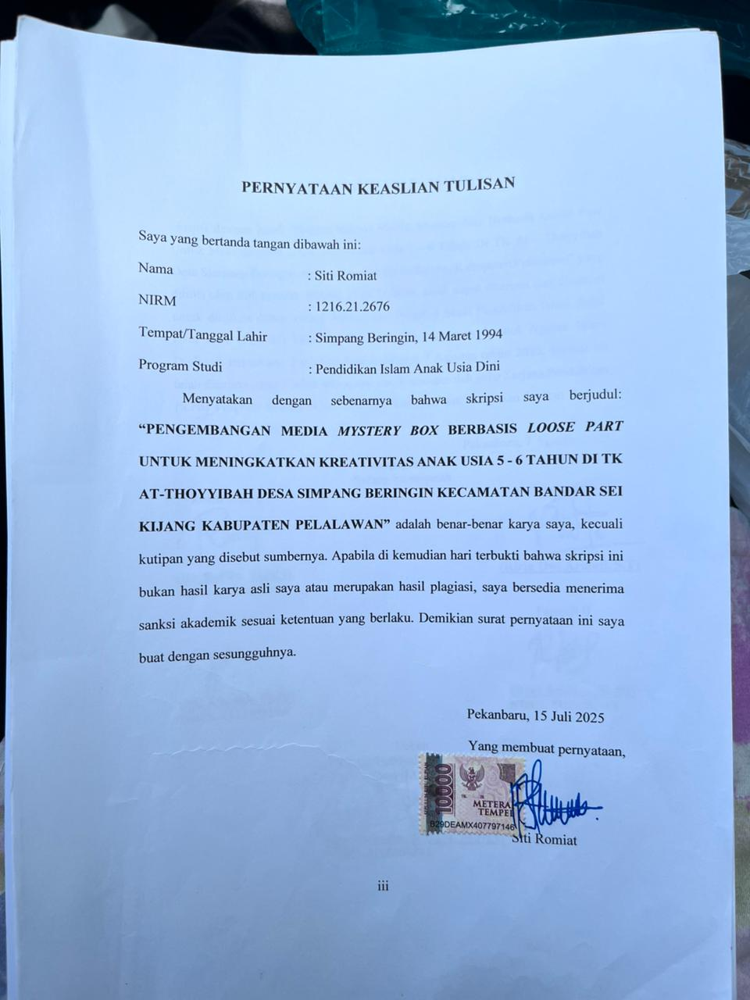 PERNYATAAN KEASLIAN TULISAN
Saya yang bertanda tangan dibawah ini:
Nama : Siti Romiat
NIRM : 1216.21.2676
Tempat/Tanggal Lahir : Simpang Beringin, 14 Maret 1994
Program Studi : Pendidikan Islam Anak Usia Dini
Menyatakan dengan sebenarnya bahwa skripsi saya berjudul:
“PENGEMBANGAN MEDIA MYSTERY BOX BERBASIS LOOSE PART
UNTUK MENINGKATKAN KREATIVITAS ANAK USIA 5 - 6 TAHUN DI TK
AT-THOYYIBAH DESA SIMPANG BERINGIN KECAMATAN BANDAR SEI
KIJANG KABUPATEN PELALAWAN” adalah benar-benar karya saya, kecuali
kutipan yang disebut sumbernya. Apabila di kemudian hari terbukti bahwa skripsi ini
bukan hasil karya asli saya atau merupakan hasil plagiasi, saya bersedia menerima
sanksi akademik sesuai ketentuan yang berlaku. Demikian surat pernyataan ini saya
buat dengan sesungguhnya.
Pekanbaru, 15 Juli 2025
Yang membuat pernyataan,
10000
METERA
TEMPEL
B29DEAMX407797146
Siti Romiat
iii